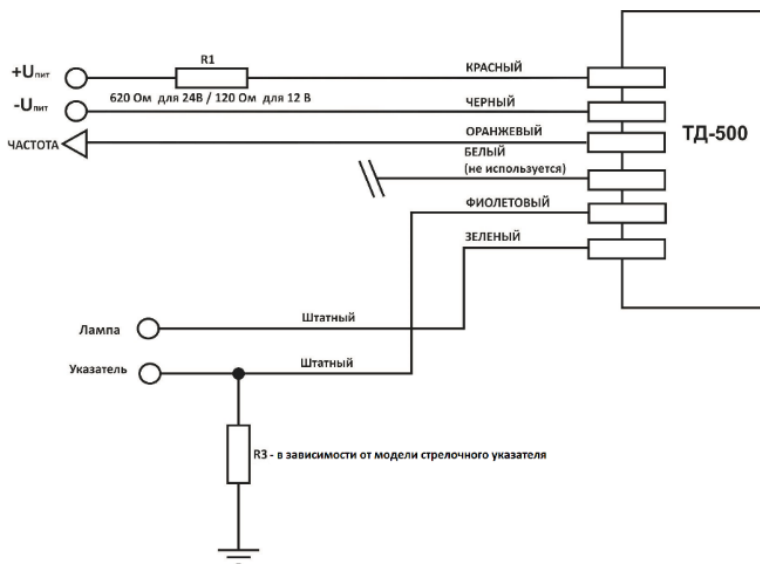 R1
КРАСНЫЙ
+Uпит
620 Ом для 24В / 120 Ом для 12 В
ЧЕРНЫЙ
-Uпит
ОРАНЖЕВЫЙ
ТД-500
ЧАСТОТА
БЕЛЫЙ
(не используется)
ФИОЛЕТОВЫЙ
ЗЕЛЕНЫЙ
Штатный
Лампа
Штатный
Указатель
R3 - в зависимости от модели стрелочного указателя